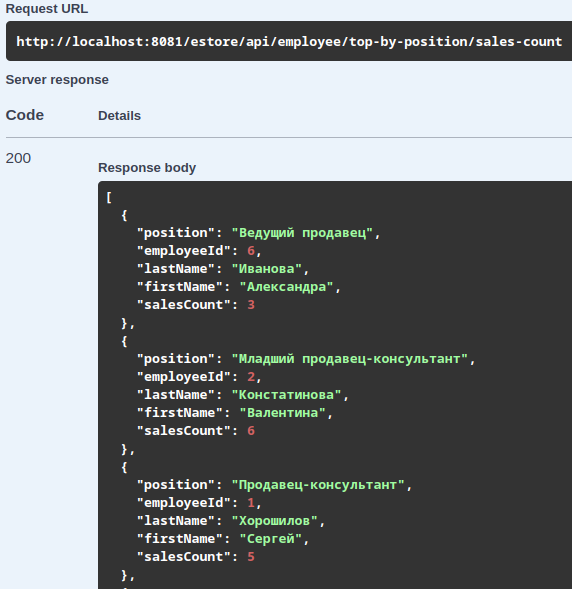 Request URL
http://localhost:8081/estore/api/employee/top-by-position/sales-count
Server response
Code Details
200
Response body
[
{
"position": "Ведущий продавец",
"employeeId": 6,
"lastName": "Иванова",
"firstName": "Александра",
"salesCount": 3
},
{
"position": "Младший продавец-консультант",
"employeeId": 2,
"lastName": "Констатинова",
"firstName": "Валентина",
"salesCount": 6
},
{
"position": "Продавец-консультант",
"employeeId": 1,
"lastName": "Хорошилов",
"firstName": "Сергей",
"salesCount": 5
},